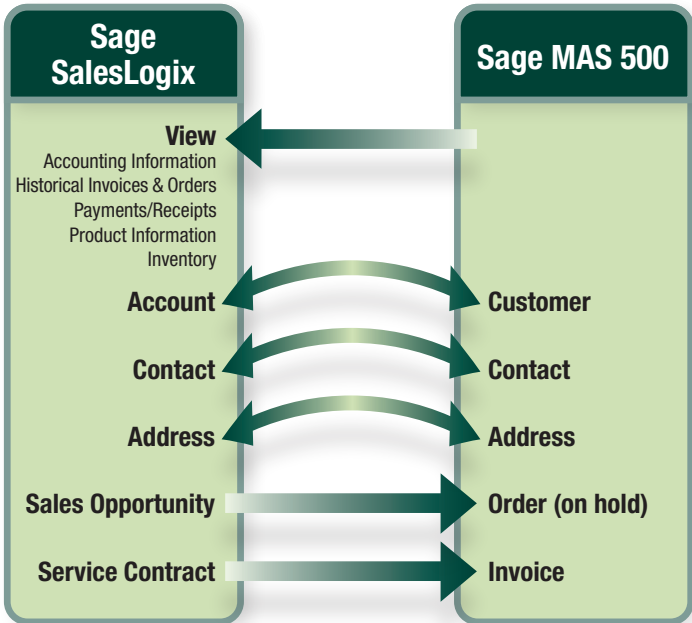 Sage
SalesLogix
Sage MAS 500
View
Accounting Information
Historical Invoices & Orders
Payments/Receipts
Product Information
Inventory
Account
Customer
Contact
Contact
Address
Address
Sales Opportunity
Order (on hold)
Service Contract
Invoice